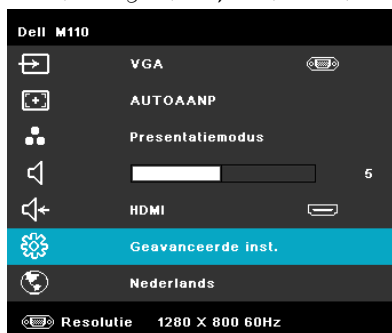 Dell M110
VGA
AUTOAANP
Presentatiemodus
5
HDMI
Geavanceerde inst.
Nederlands
Resolutie 1280 X 800 60Hz